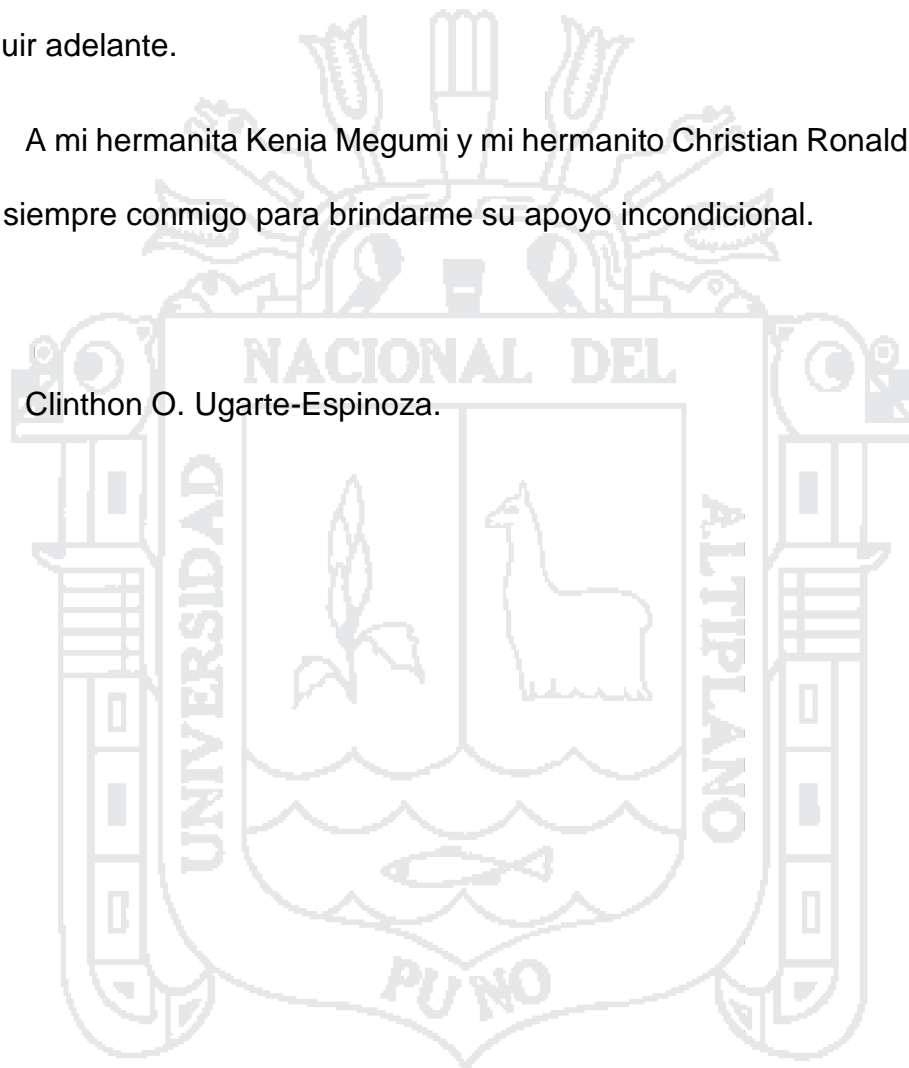 uir adelante.
A mi hermanita Kenia Megumi y mi hermanito Christian Ronald
siempre conmigo para brindarme su apoyo incondicional.
NACIONAL DEL
Clinthon O. Ugarte-Espinoza.
UNIVERSIDAD
ALTIPLANO
PUNO